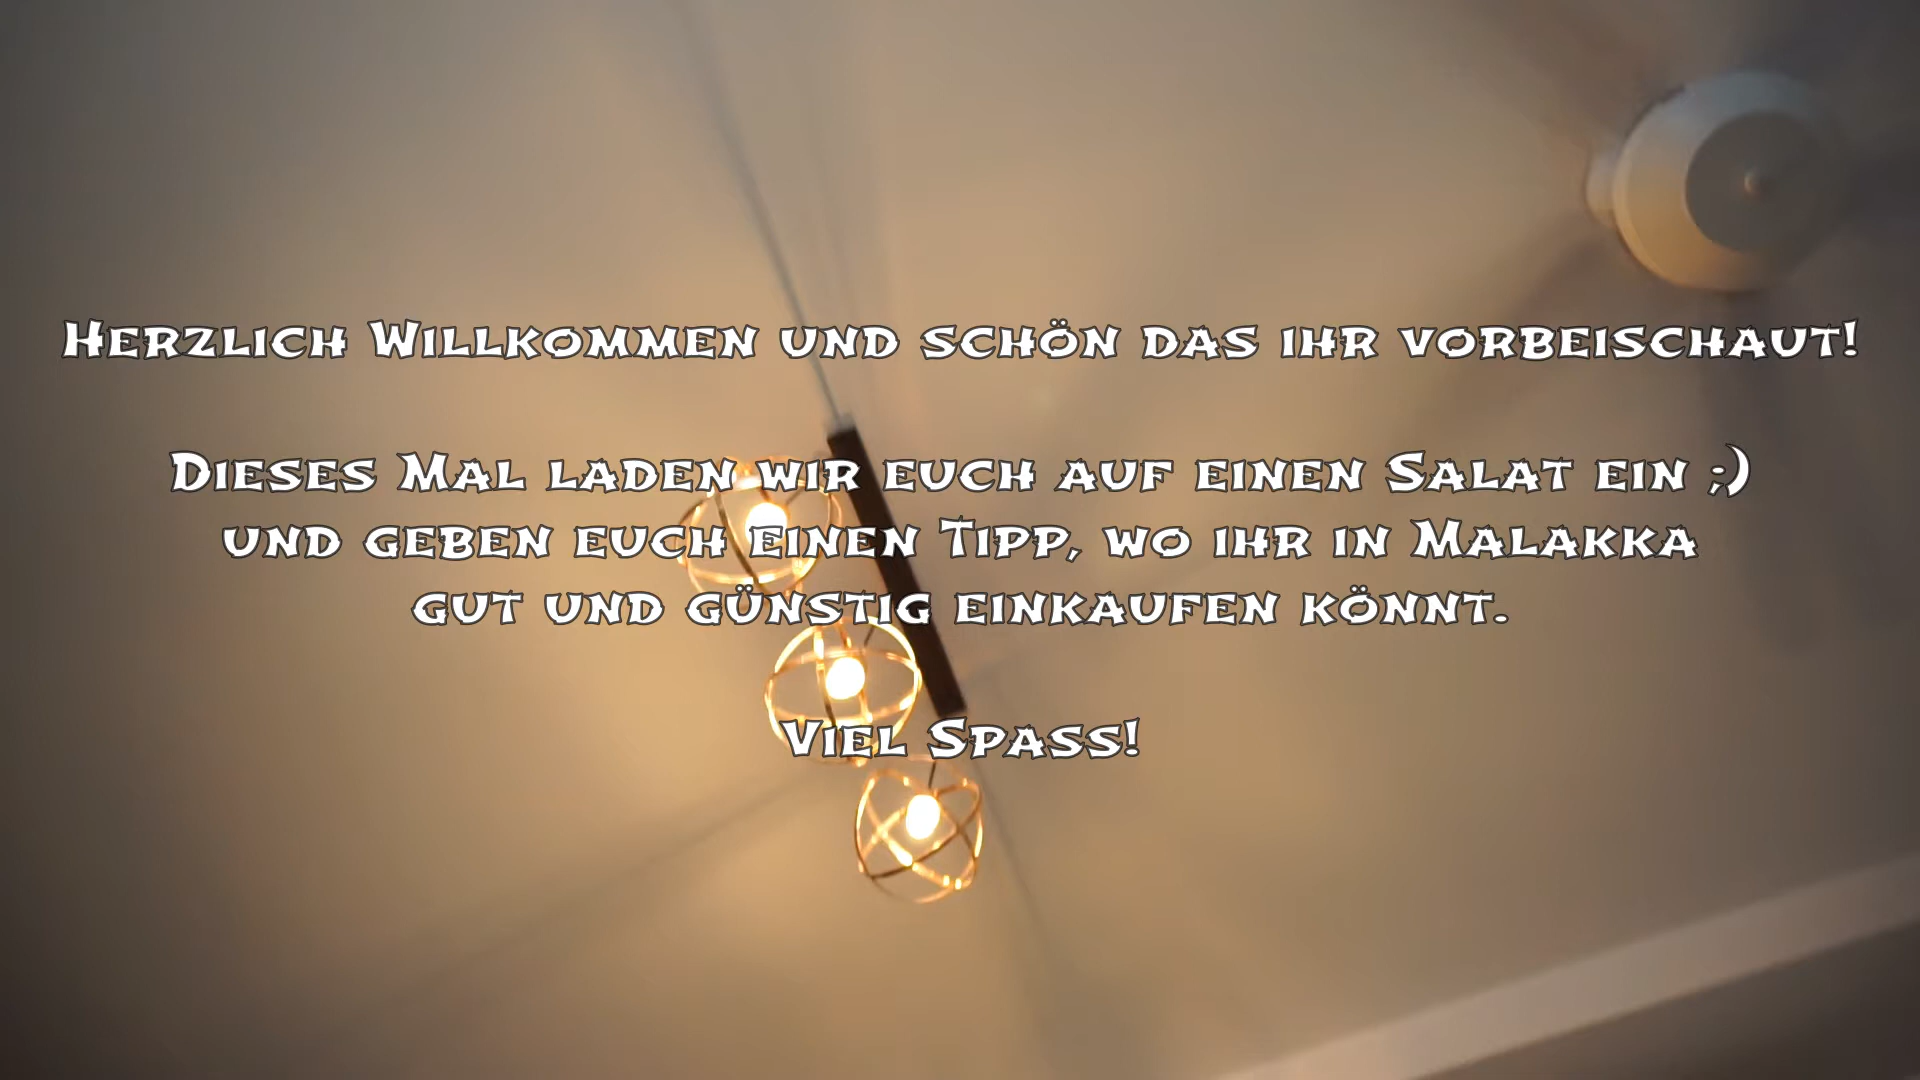 Herzlich Willkommen und schön das ihr vorbeischaut!
Dieses Mal laden wir euch auf einen Salat ein ;)
und geben euch einen Tipp, wo ihr in Malakka
gut und günstig einkaufen könnt.
Viel Spass!